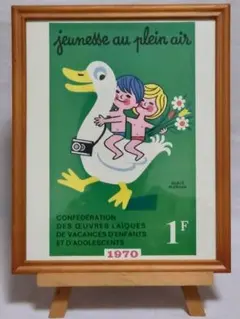 jeunesse au plein air
CONFÉDÉRATION
DES ŒUVRES LAÏQUES
DE VACANCES D'ENFANTS
ET D'ADOLESCENTS
1F
1970